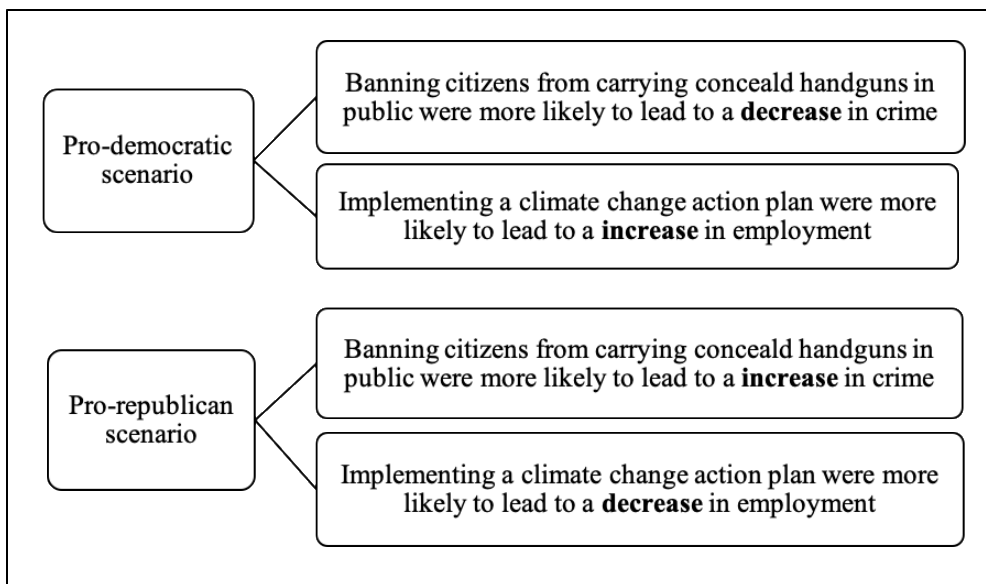 Pro-democratic
scenario
Banning citizens from carrying conceald handguns in
public were more likely to lead to a decrease in crime
Implementing a climate change action plan were more
likely to lead to a increase in employment
Pro-republican
scenario
Banning citizens from carrying conceald handguns in
public were more likely to lead to a increase in crime
Implementing a climate change action plan were more
likely to lead to a decrease in employment